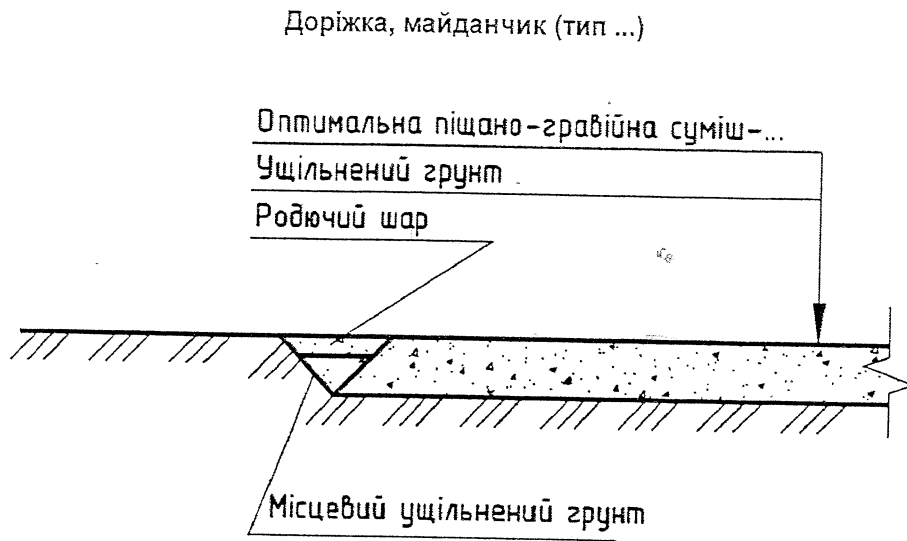 Доріжка, майданчик (тип ...)
Оптимальна піщано-гравійна суміш-...
Ущільнений грунт
Родючий шар
Місцевий ущільнений грунт